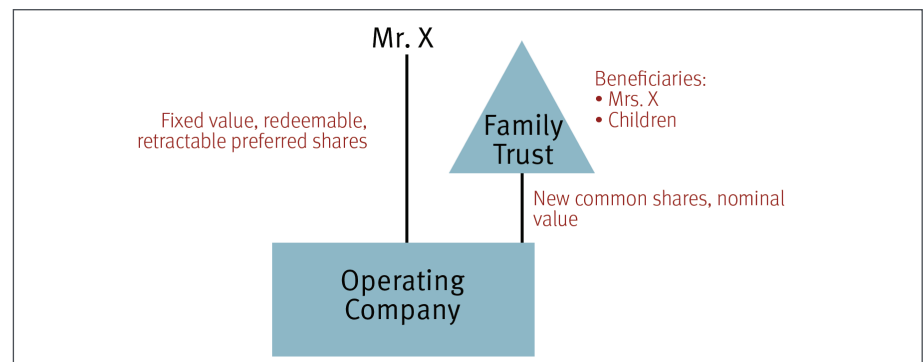 Mr. X
Fixed value, redeemable,
retractable preferred shares
Family
Trust
Beneficiaries:
• Mrs. X
• Children
New common shares, nominal
value
Operating
Company